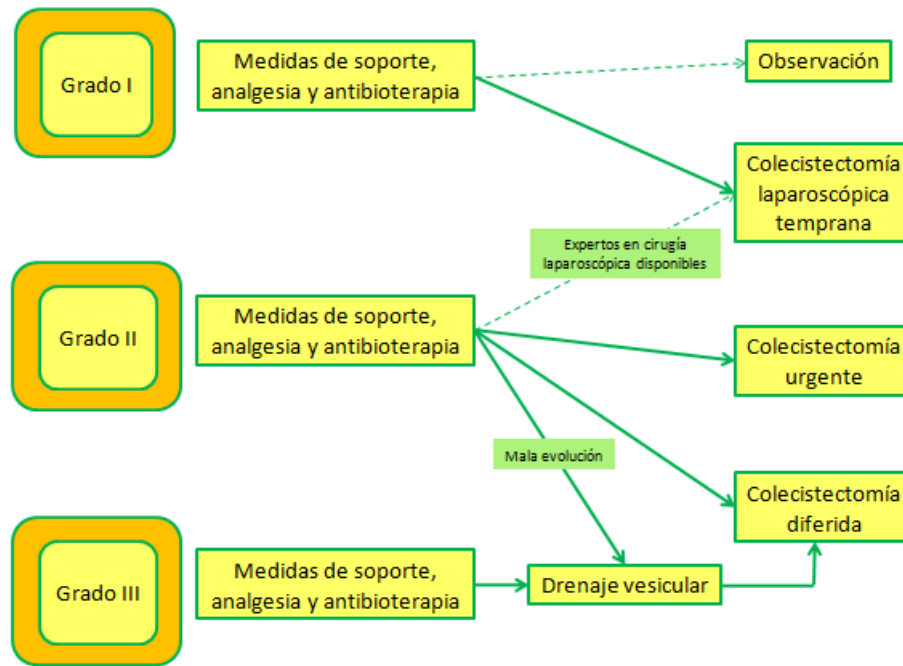 Grado I
Medidas de soporte,
analgesia y antibioterapia
Observación
Colecistectomía
laparoscópica
temprana
Expertos en cirugía
laparoscópica disponibles
Grado II
Medidas de soporte,
analgesia y antibioterapia
Colecistectomía
urgente
Mala evolución
Colecistectomía
diferida
Grado III
Medidas de soporte,
analgesia y antibioterapia
Drenaje vesicular